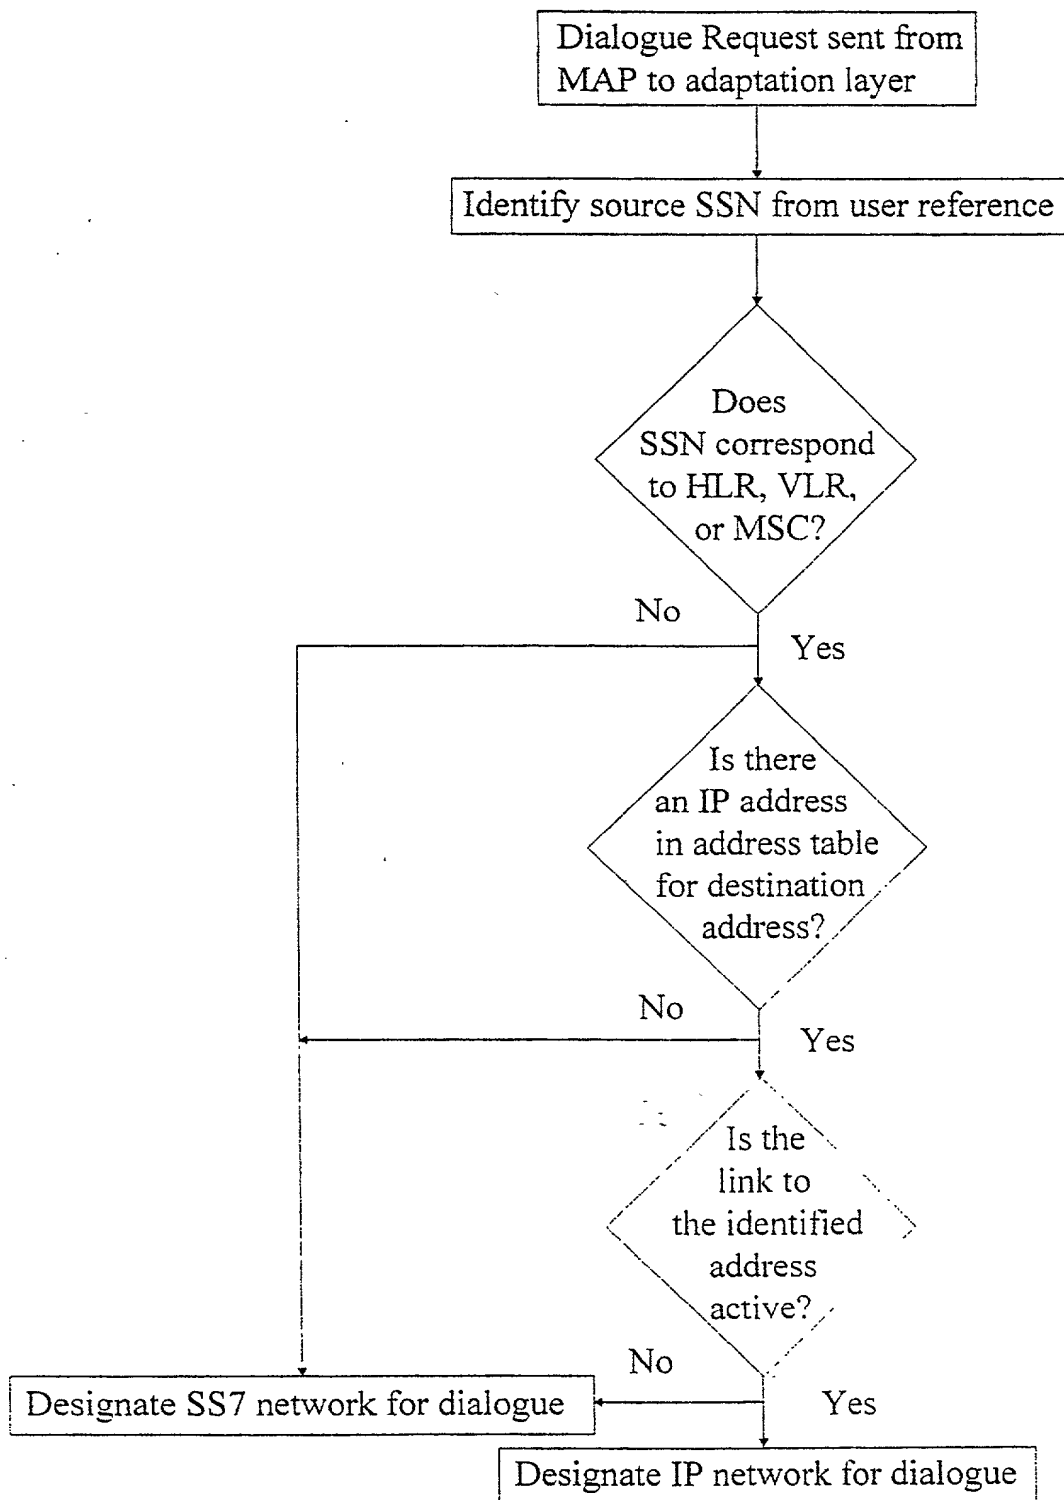 Dialogue Request sent from
MAP to adaptation layer
Identify source SSN from user reference
Does
SSN correspond
to HLR, VLR,
or MSC?
No
Yes
Is there
an IP address
in address table
for destination
address?
No
Yes
Is the
link to
the identified
address
active?
No
Yes
Designate SS7 network for dialogue
Designate IP network for dialogue